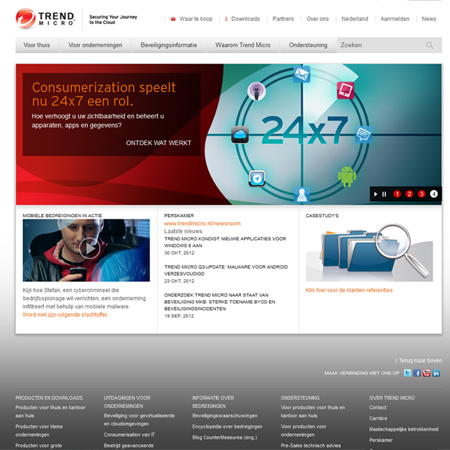 TREND MICRO
Securing Your Journey
to the Cloud
Waar te koop
Downloads
Partners
Over ons
Nederland
Aanmelden
News
Voor thuis
Voor ondernemingen
Beveiligingsinformatie
Waarom Trend Micro
Ondersteuning
Zoeken
Consumerization speelt
nu 24x7 een rol.
Hoe verhoogt u uw zichtbaarheid en beheert u
apparaten, apps en gegevens?
ONTDEK WAT WERKT
24x7
1 2 3 4
MOBIELE BEDREIGINGEN IN ACTIE
Kijk hoe Stefan, een cybercrimineel die
bedrijfsspionage wil verrichten, een onderneming
infiltreert met behulp van mobiele malware.
Word niet zijn volgende slachtoffer.
PERSKAMER
www.trendmicro.nl/newsroom
Laatste nieuws
TREND MICRO KONDIGT NIEUWE APPLICATIES VOOR
WINDOWS 8 AAN
30 OKT, 2012
TREND MICRO Q3-UPDATE: MALWARE VOOR ANDROID
VERZESVOUDIGD
23 OKT, 2012
ONDERZOEK TREND MICRO NAAR STAAT VAN
BEVEILIGING MKB: STERKE TOENAME BYOD EN
BEVEILIGINGSINCIDENTEN
19 SEP, 2012
CASESTUDY'S
Klik hier voor de klanten referenties
↑ Terug naar boven
MAAK VERBINDING MET ONS OP
PRODUCTEN EN DOWNLOADS
Producten voor thuis en kantoor
aan huis
Producten voor kleine
ondernemingen
Producten voor grote
UITDAGINGEN VOOR
ONDERNEMINGEN
Beveiliging voor gevirtualiseerde
en cloudomgevingen
Consumerisation van IT
Bestrijd geavanceerde
INFORMATIE OVER
BEDREIGINGEN
Beveiligingswaarschuwingen
Encyclopedie over bedreigingen
Blog CounterMeasures (eng.)
ONDERSTEUNING
Voor producten voor thuis en
kantoor aan huis
Voor producten voor
ondernemingen
Pre-Sales technisch advies
OVER TREND MICRO
Contact
Carrière
Maatschappelijke betrokkenheid
Perskamer